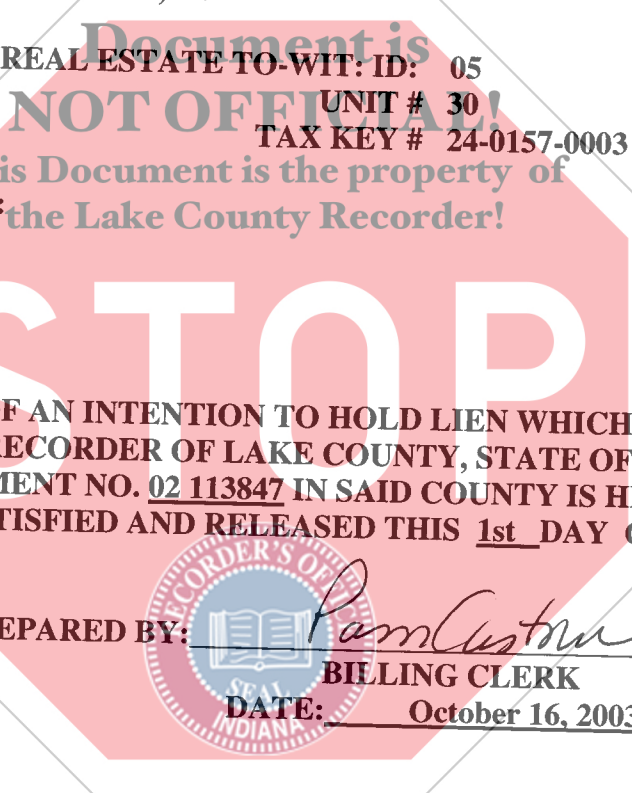 Document is
REAL ESTATE TO-WIT: ID: 05
NOT OFFICIAL!
UNIT # 30
TAX KEY # 24-0157-0003
is Document is the property of
the Lake County Recorder!
STOP
F AN INTENTION TO HOLD LIEN WHICH
RECORDER OF LAKE COUNTY, STATE OF
MENT NO. 02 113847 IN SAID COUNTY IS H
TISFIED AND RELEASED THIS 1st DAY
RECORDER'S OFFICE
EPARED BY:
BILLING CLERK
SEAL
INDIANA
DATE: October 16, 2003